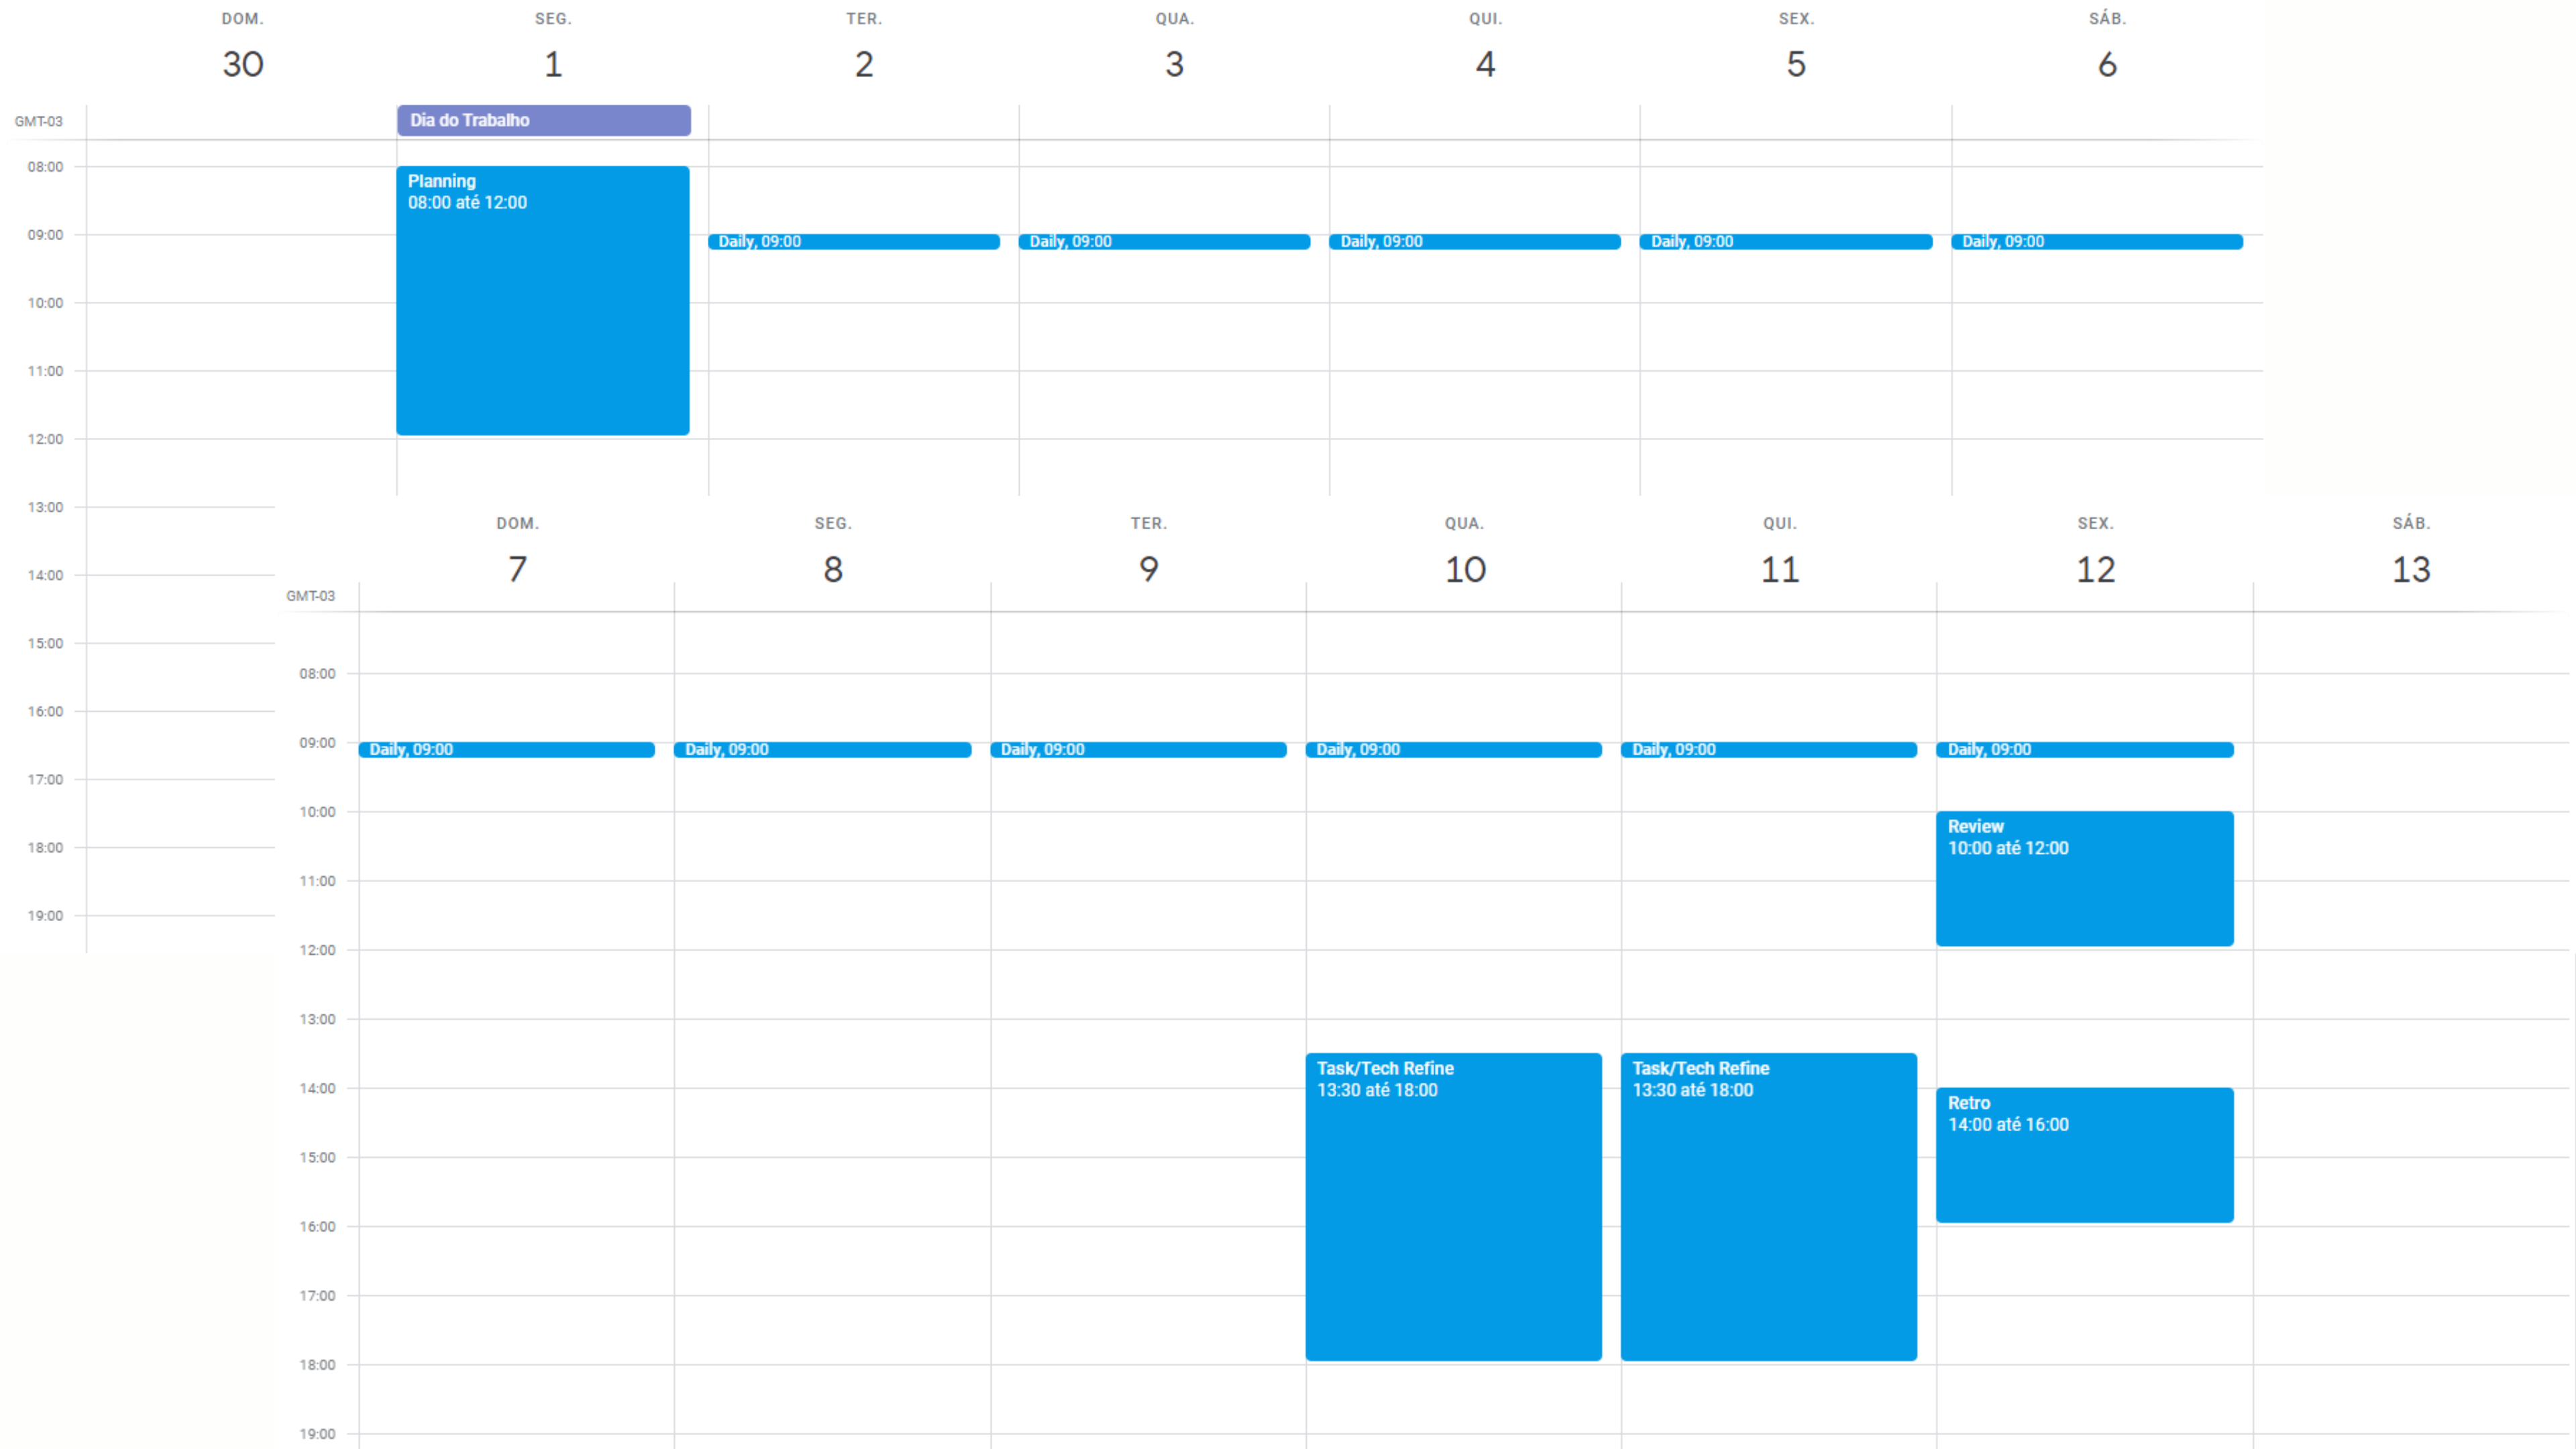 DOM. SEG. TER. QUA. QUI. SEX. SÁB.
30 1 2 3 4 5 6
GMT-03 Dia do Trabalho
08:00
Planning
08:00 até 12:00
09:00 Daily, 09:00 Daily, 09:00 Daily, 09:00 Daily, 09:00 Daily, 09:00
10:00
11:00
12:00
13:00
14:00
15:00
16:00
17:00
18:00
19:00
DOM. SEG. TER. QUA. QUI. SEX. SÁB.
7 8 9 10 11 12 13
GMT-03
08:00
09:00 Daily, 09:00 Daily, 09:00 Daily, 09:00 Daily, 09:00 Daily, 09:00 Daily, 09:00
10:00
Review
10:00 até 12:00
11:00
12:00
13:00
Task/Tech Refine Task/Tech Refine
13:30 até 18:00 13:30 até 18:00
14:00
Retro
14:00 até 16:00
15:00
16:00
17:00
18:00
19:00